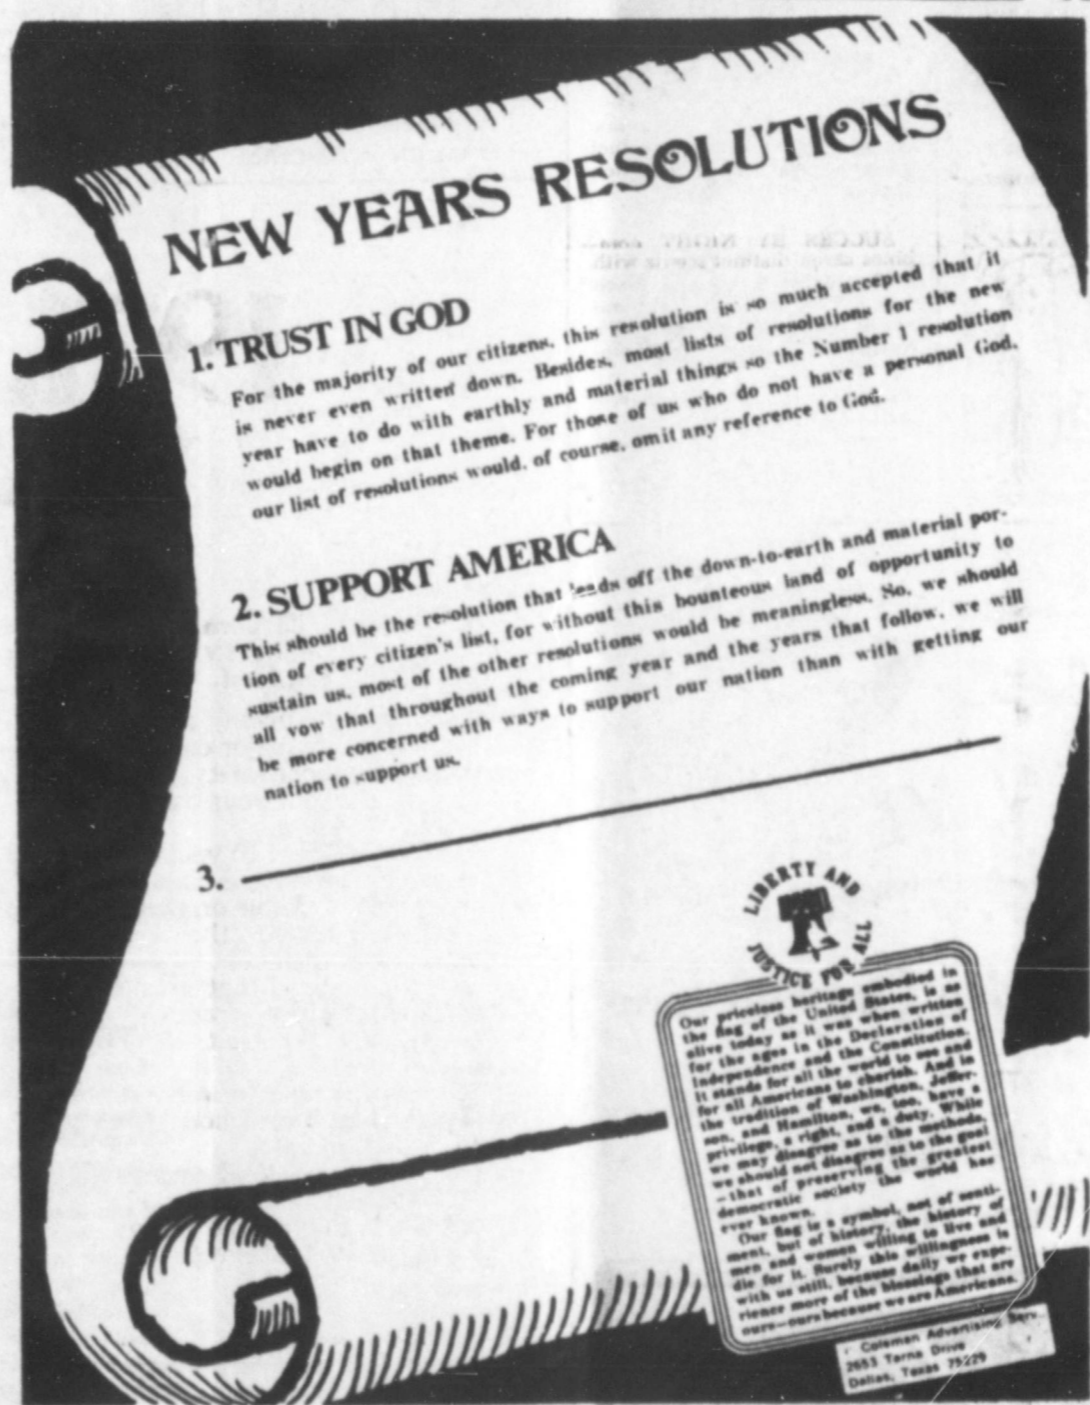 NEW YEARS RESOLUTIONS
1. TRUST IN GOD
For the majority of our citizens, this resolution is so much accepted that it
is never even written down. Besides, most lists of resolutions for the new
year have to do with earthly and material things so the Number 1 resolution
would begin on that theme. For those of us who do not have a personal God,
our list of resolutions would, of course, omit any reference to God.
2. SUPPORT AMERICA
This should be the resolution that leads off the down-to-earth and material por-
tion of every citizen's list, for without this bounteous land of opportunity to
sustain us, most of the other resolutions would be meaningless. So, we should
all vow that throughout the coming year and the years that follow, we will
be more concerned with ways to support our nation than with getting our
nation to support us.
3.
LIBERTY AND
JUSTICE FOR ALL
Our priceless heritage embodied in
the flag of the United States, is as
alive today as it was when written
for the ages in the Declaration of
Independence and the Constitution.
It stands for all the world to see and
for all Americans to cherish. And in
the tradition of Washington, Jeffer-
son, and Hamilton, we, too, have a
privilege, a right, and a duty. While
we may disagree as to the methods,
we should not disagree as to the goal
—that of preserving the greatest
democratic society the world has
ever known.
Our flag is a symbol, not of senti-
ment, but of history, the history of
men and women willing to live and
die for it. Surely this willingness is
with us still, because daily we expe-
rience more of the blessings that are
ours—ours because we are Americans.
Coleman Advertising Serv.
2653 Tarna Drive
Dallas, Texas 75229